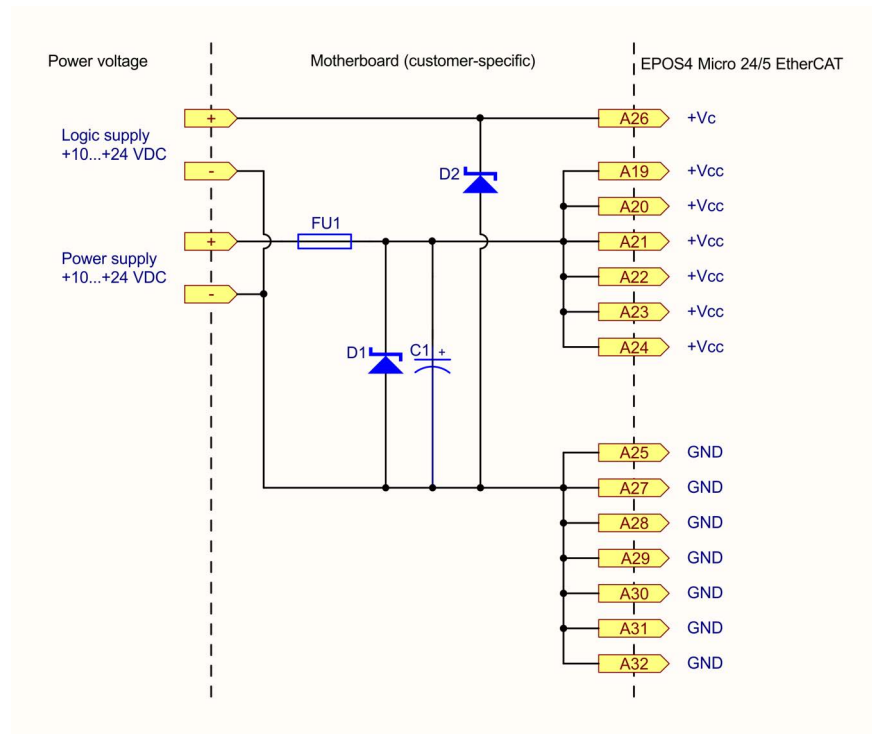 Power voltage
Motherboard (customer-specific)
EPOS4 Micro 24/5 EtherCAT
+
A26
+Vc
Logic supply
+10...+24 VDC
-
D2
A19
+Vcc
A20
+Vcc
FU1
+
A21
+Vcc
Power supply
+10...+24 VDC
-
A22
+Vcc
A23
+Vcc
D1
C1
+
A24
+Vcc
A25
GND
A27
GND
A28
GND
A29
GND
A30
GND
A31
GND
A32
GND